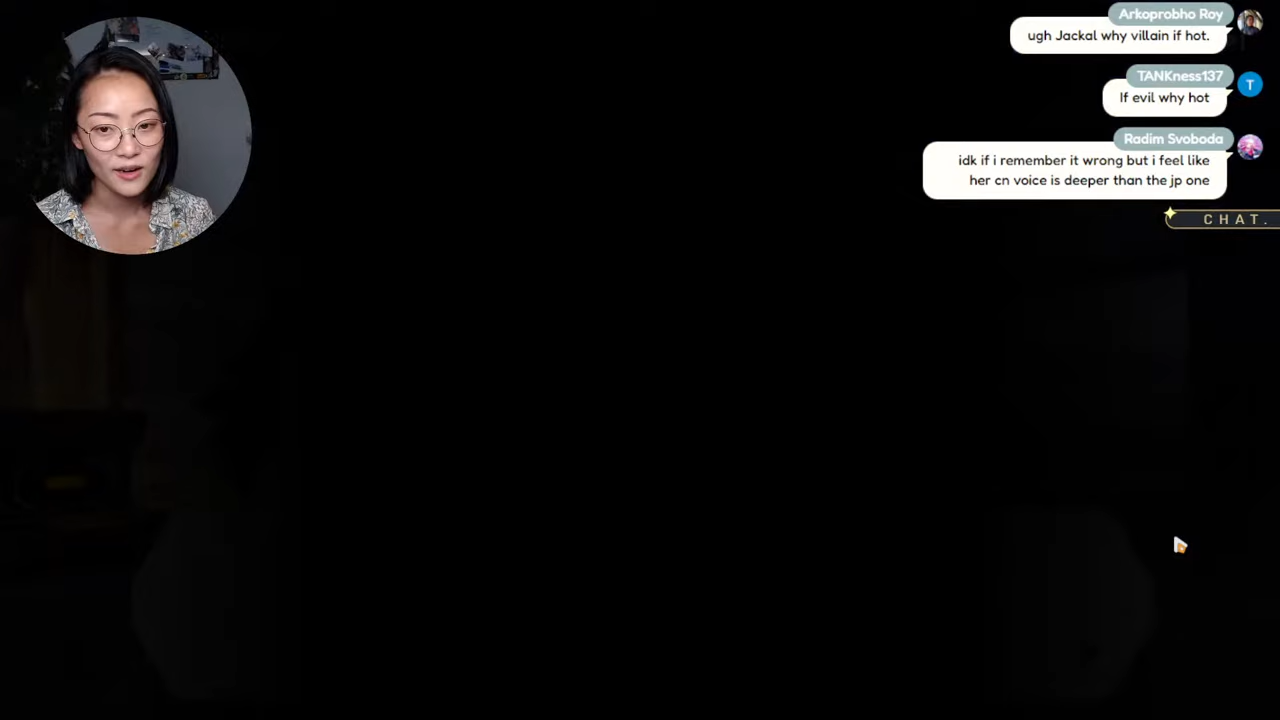 Arkoprobho Roy
ugh Jackal why villain if hot.
TANKness137
T
If evil why hot
Radim Svoboda
idk if i remember it wrong but i feel like
her cn voice is deeper than the jp one
CHAT.